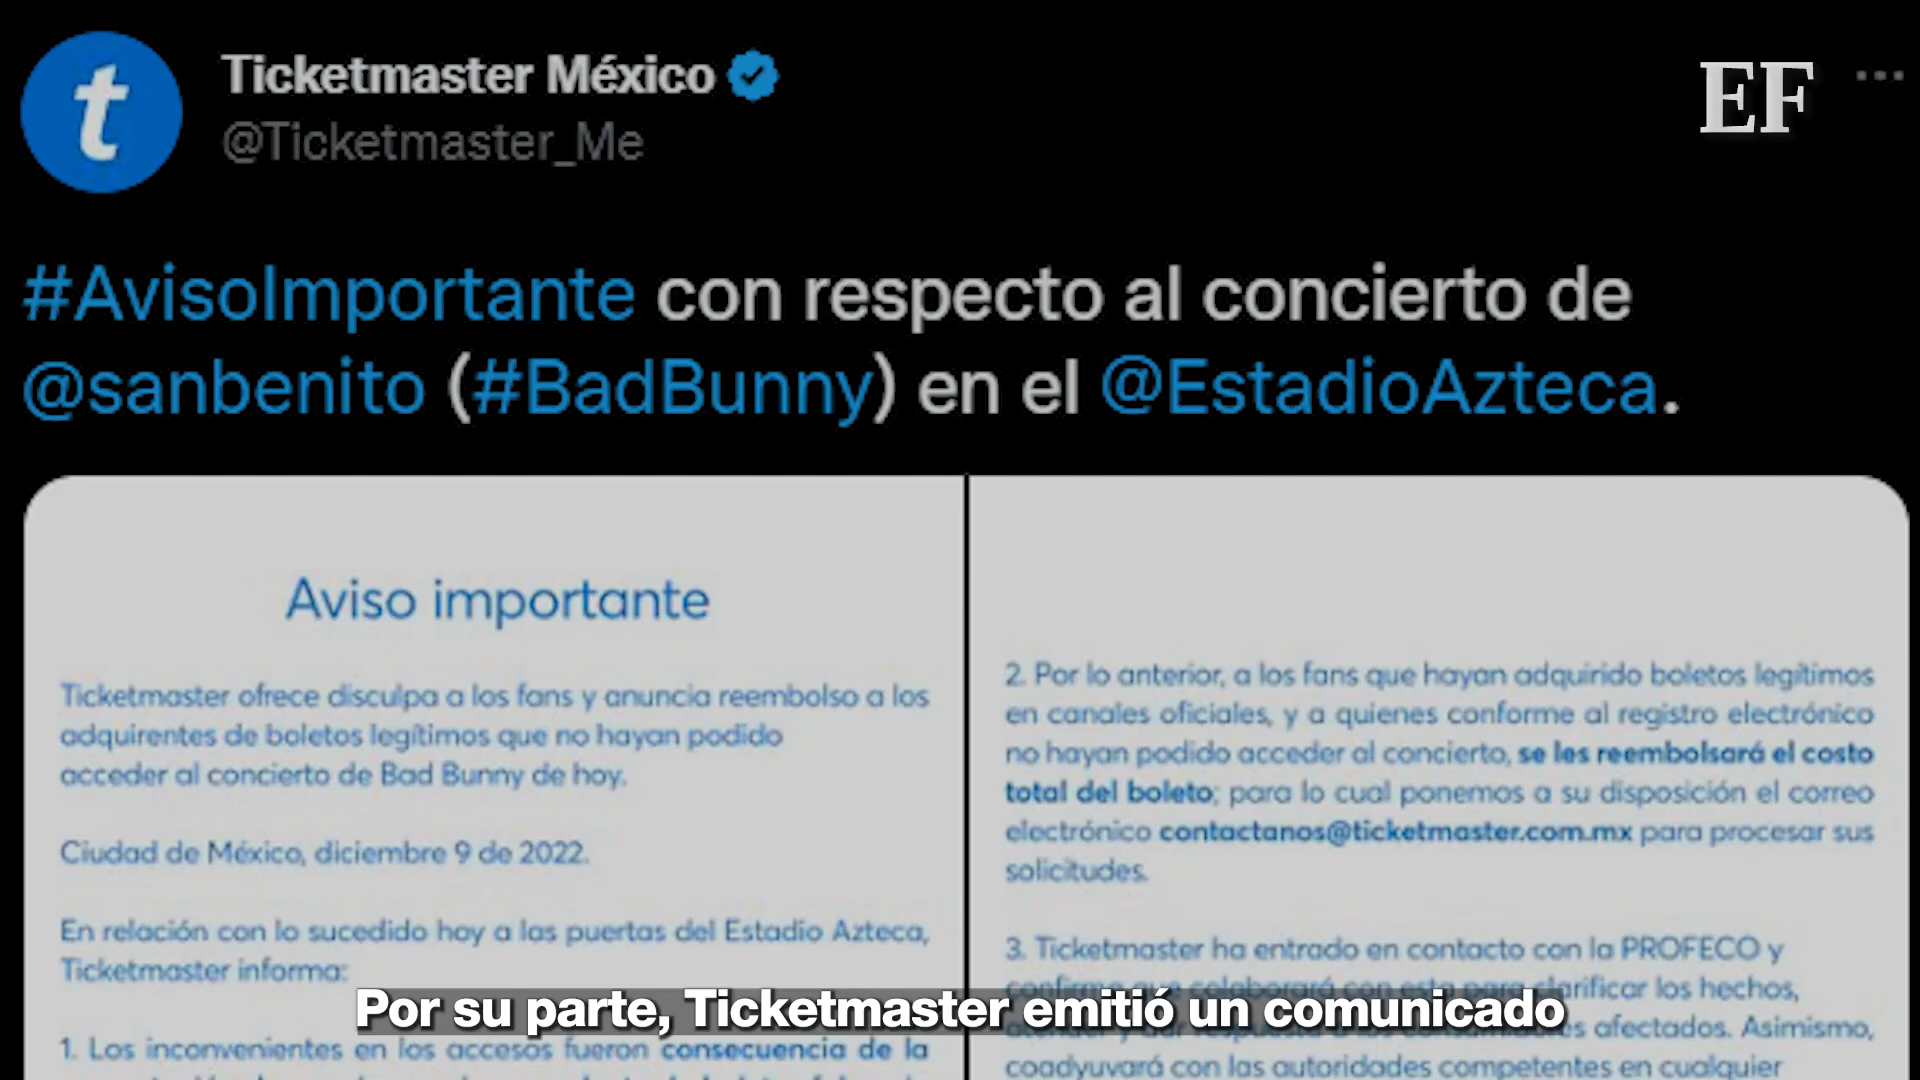 Ticketmaster México
@Ticketmaster_Me
EF
#AvisoImportante con respecto al concierto de
@sanbenito (#BadBunny) en el @EstadioAzteca.
Aviso importante
Ticketmaster ofrece disculpa a los fans y anuncia reembolso a los
adquirentes de boletos legítimos que no hayan podido
acceder al concierto de Bad Bunny de hoy.
Ciudad de México, diciembre 9 de 2022.
En relación con lo sucedido hoy a las puertas del Estadio Azteca,
Ticketmaster informa:
1. Los inconvenientes en los accesos fueron consecuencia de la
2. Por lo anterior, a los fans que hayan adquirido boletos legítimos
en canales oficiales, y a quienes conforme al registro electrónico
no hayan podido acceder al concierto, se les reembolsará el costo
total del boleto; para lo cual ponemos a su disposición el correo
electrónico contactanos@ticketmaster.com.mx para procesar sus
solicitudes.
3. Ticketmaster ha entrado en contacto con la PROFECO y
confirma que colaborará con esta para clarificar los hechos,
afectados. Asimismo,
coadyuvará con las autoridades competentes en cualquier
Por su parte, Ticketmaster emitió un comunicado